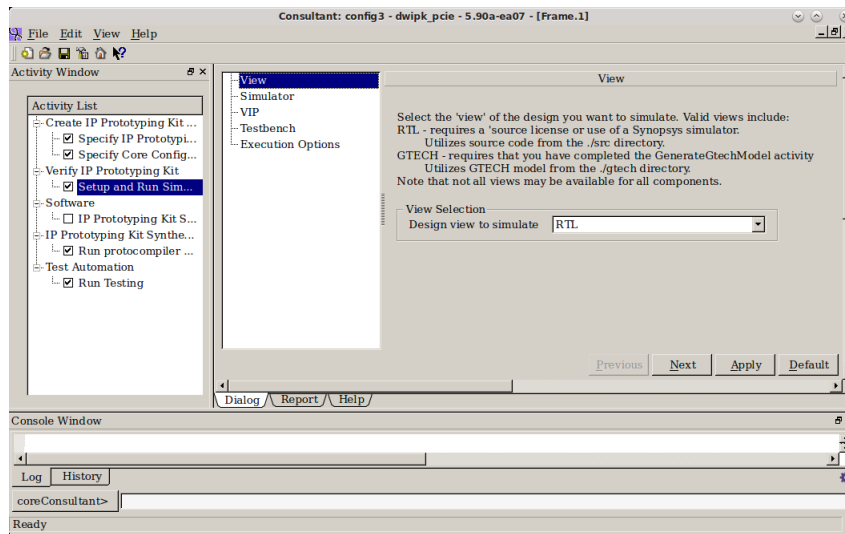 Consultant: config3 - dwipk_pcie - 5.90a-ea07 - [Frame.1]
File Edit View Help
Activity Window
Activity List
Create IP Prototyping Kit ...
Specify IP Prototypi...
Specify Core Config...
Verify IP Prototyping Kit
Setup and Run Sim...
Software
IP Prototyping Kit S...
IP Prototyping Kit Synthe...
Run protocompiler ...
Test Automation
Run Testing
View
Simulator
VIP
Testbench
Execution Options
View
Select the 'view' of the design you want to simulate. Valid views include:
RTL - requires a 'source license or use of a Synopsys simulator.
Utilizes source code from the ./src directory.
GTECH - requires that you have completed the GenerateGtechModel activity
Utilizes GTECH model from the ./gtech directory.
Note that not all views may be available for all components.
View Selection
Design view to simulate RTL
Previous Next Apply Default
Dialog Report Help
Console Window
Log History
coreConsultant>
Ready